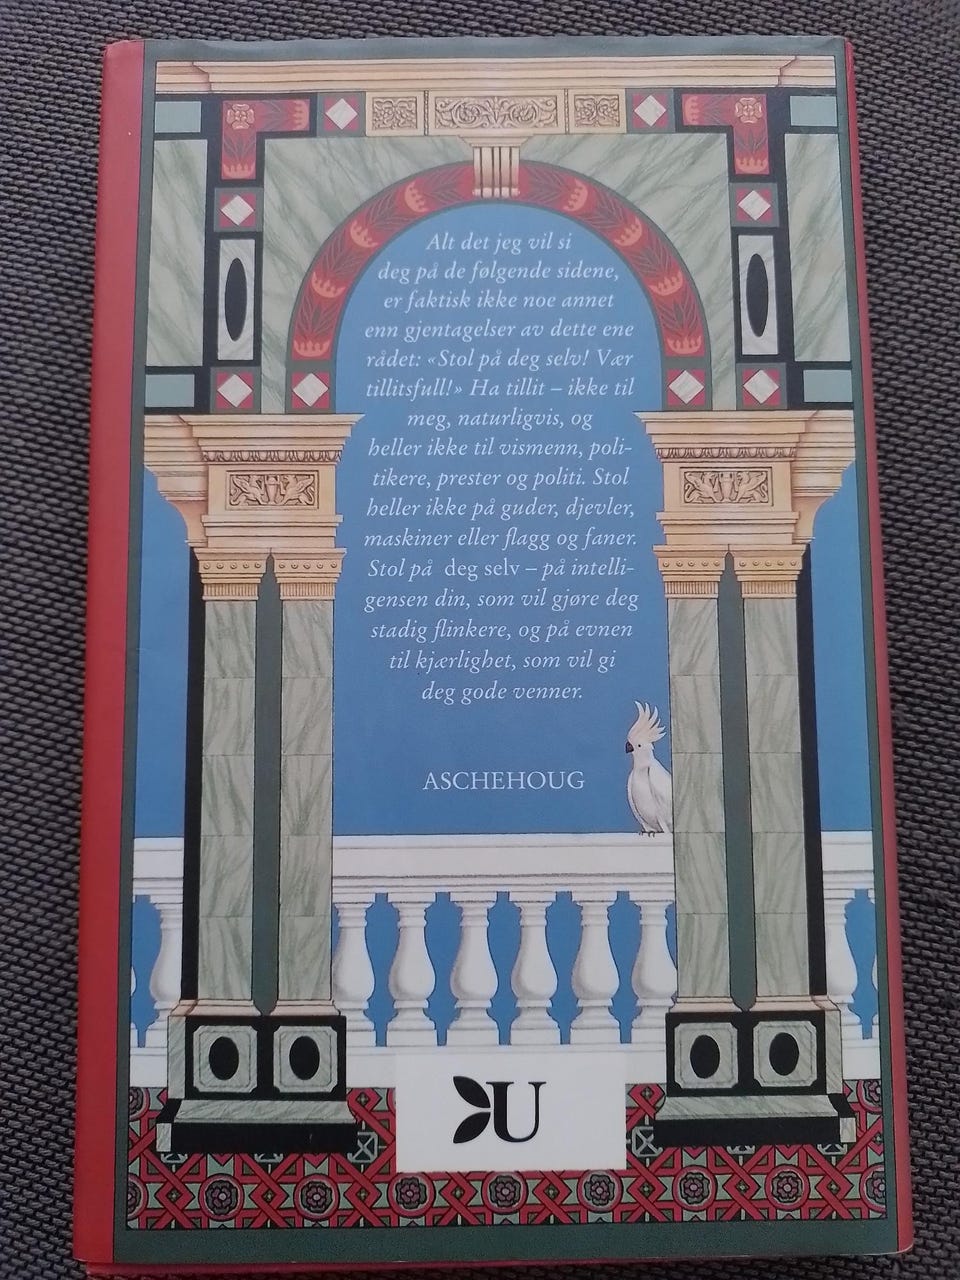 Alt det jeg vil si
deg på de følgende sidene,
er faktisk ikke noe annet
enn gjentagelser av dette ene
rådet: «Stol på deg selv! Vær
tillitsfull!» Ha tillit – ikke til
meg, naturligvis, og
heller ikke til vismenn, poli-
tikere, prester og politi. Stol
heller ikke på guder, djevler,
maskiner eller flagg og faner.
Stol på deg selv – på intelli-
gensen din, som vil gjøre deg
stadig flinkere, og på evnen
til kjærlighet, som vil gi
deg gode venner.
ASCHEHOUG
U